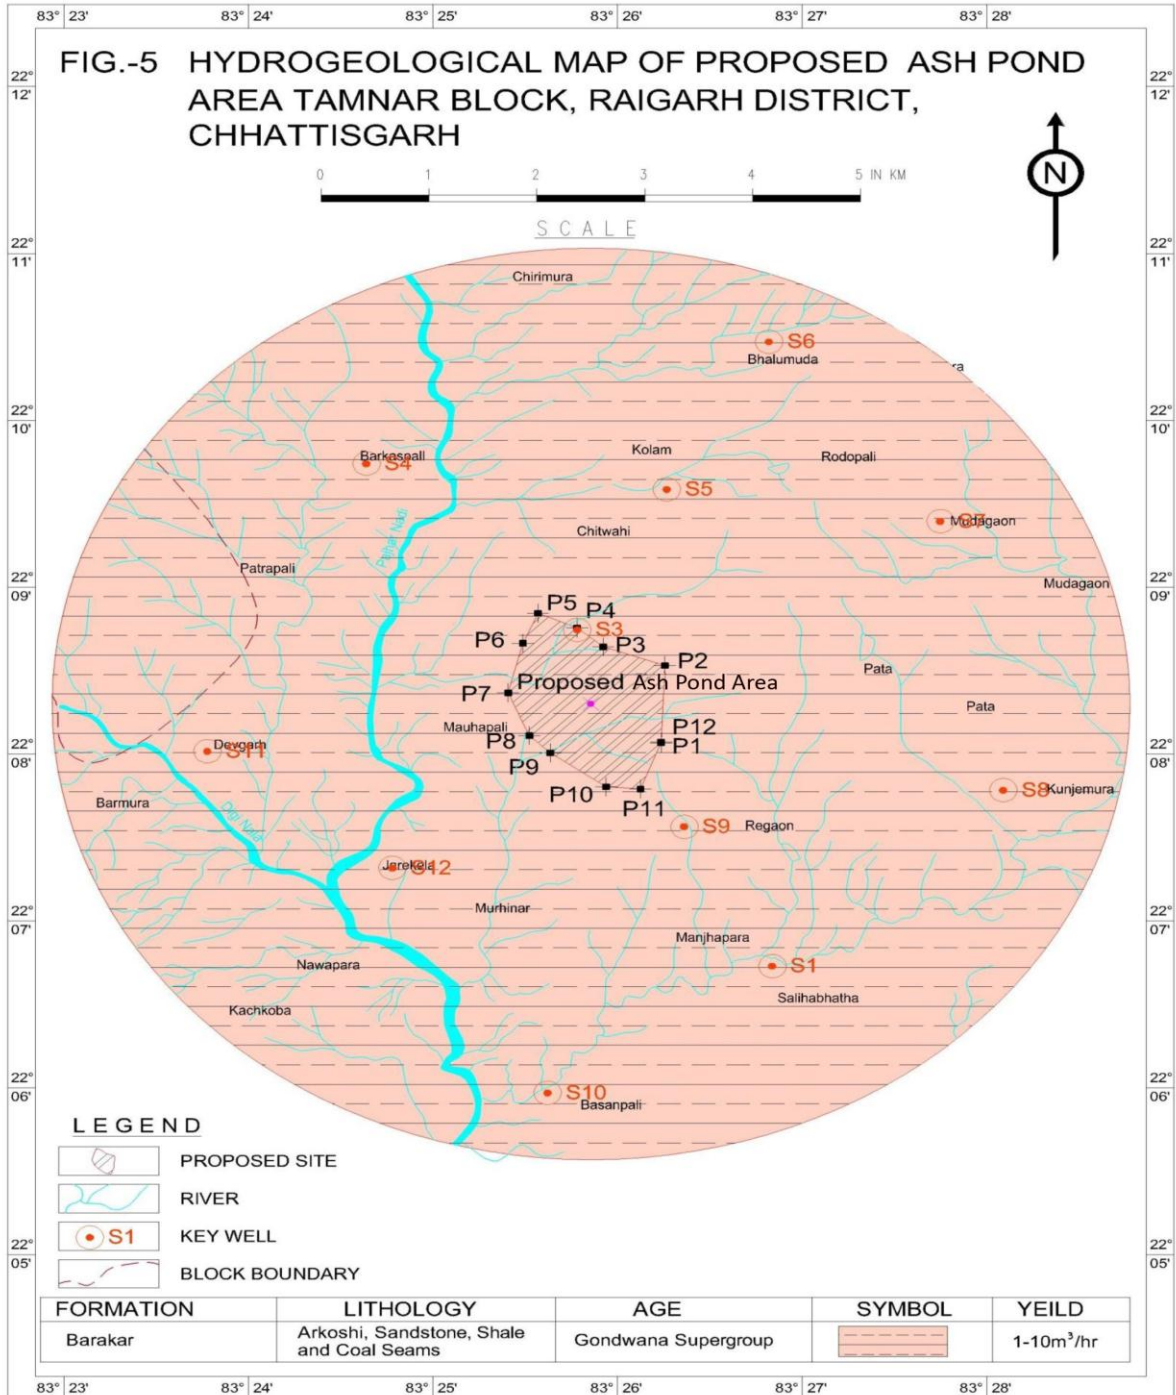 83° 23' 83° 24' 83° 25' 83° 26' 83° 27' 83° 28'
FIG.-5 HYDROGEOLOGICAL MAP OF PROPOSED ASH POND
AREA TAMNAR BLOCK, RAIGARH DISTRICT,
CHHATTISGARH
22° 12' 22° 12'
N
0 1 2 3 4 5 IN KM
SCALE
22° 11' 22° 11'
Chirimura
S6
Bhalumuda
ra
22° 10' 22° 10'
Kolam
Rodopali
Barkaspali
S4
S5
Chitwahi
S7
Mudagaon
Patrapali
22° 09' 22° 09'
Mudagaon
P5
P4
S3
P6
P3
P2
Pata
P7
Proposed Ash Pond Area
Pata
Mauhapali
P12
P8
P1
22° 08' 22° 08'
Devgarh
S11
P9
P10
P11
S8
Kunjemura
Barmura
Regaon
S9
Jarekela
S12
Murhinar
22° 07' 22° 07'
Manjhapara
Nawapara
S1
Salihabhatha
Kachkoba
22° 06' 22° 06'
S10
Basanpali
LEGEND
PROPOSED SITE
RIVER
S1 KEY WELL
BLOCK BOUNDARY
22° 05' 22° 05'
FORMATION LITHOLOGY AGE SYMBOL YEILD
Barakar Arkoshi, Sandstone, Shale Gondwana Supergroup 1-10m³/hr
and Coal Seams
83° 23' 83° 24' 83° 25' 83° 26' 83° 27' 83° 28'